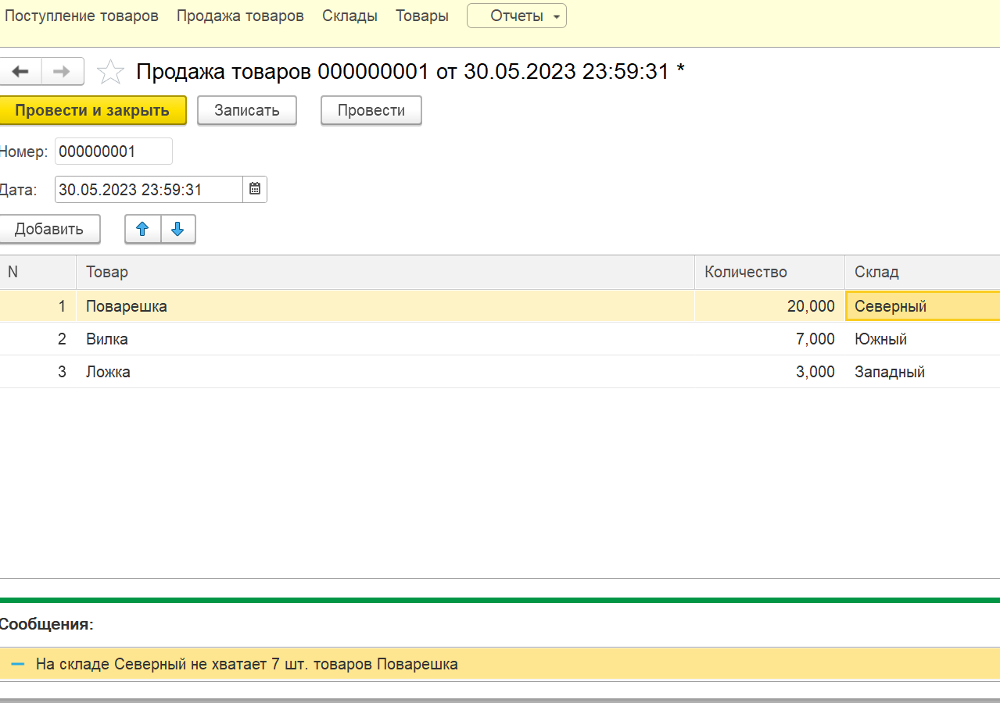 Поступление товаров Продажа товаров Склады Товары Отчеты
Продажа товаров 000000001 от 30.05.2023 23:59:31 *
Провести и закрыть Записать Провести
Номер: 000000001
Дата: 30.05.2023 23:59:31
Добавить
N Товар Количество Склад
1 Поварешка 20,000 Северный
2 Вилка 7,000 Южный
3 Ложка 3,000 Западный
Сообщения:
На складе Северный не хватает 7 шт. товаров Поварешка